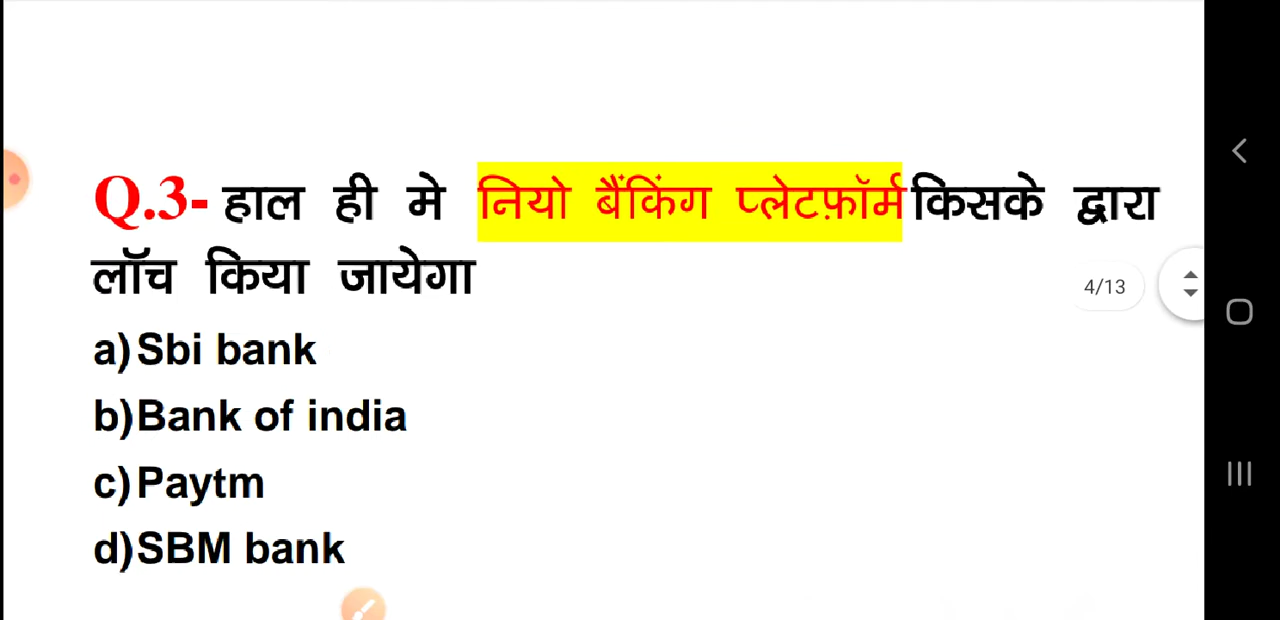 Q.3- हाल ही मे नियो बैंकिंग प्लेटफ़ॉर्म किसके द्वारा
लॉच किया जायेगा
4/13
a) Sbi bank
b) Bank of india
c) Paytm
d) SBM bank